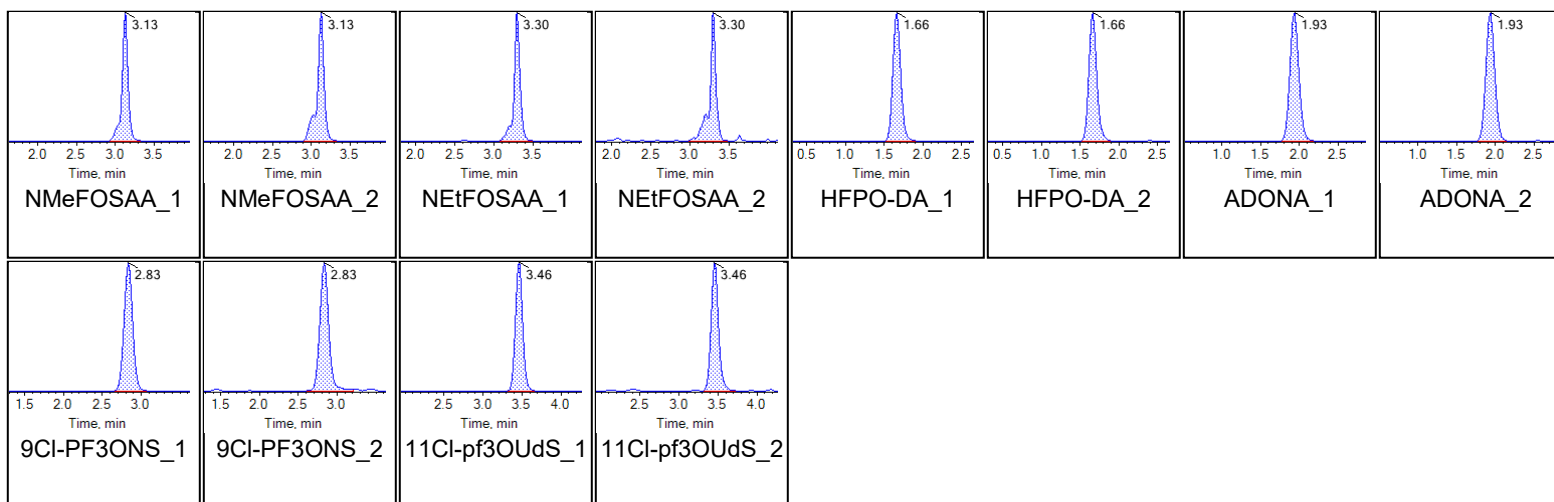 3.13 3.13 3.30 3.30 1.66 1.66 1.93 1.93
2.0 2.5 3.0 3.5 2.0 2.5 3.0 3.5 2.0 2.5 3.0 3.5 2.0 2.5 3.0 3.5 0.5 1.0 1.5 2.0 2.5 0.5 1.0 1.5 2.0 2.5 1.0 1.5 2.0 2.5 1.0 1.5 2.0 2.5
Time, min Time, min Time, min Time, min Time, min Time, min Time, min Time, min
NMeFOSAA_1 NMeFOSAA_2 NEtFOSAA_1 NEtFOSAA_2 HFPO-DA_1 HFPO-DA_2 ADONA_1 ADONA_2
2.83 2.83 3.46 3.46
1.5 2.0 2.5 3.0 1.5 2.0 2.5 3.0 2.5 3.0 3.5 4.0 2.5 3.0 3.5 4.0
Time, min Time, min Time, min Time, min
9Cl-PF3ONS_1 9Cl-PF3ONS_2 11Cl-pf3OUdS_1 11Cl-pf3OUdS_2